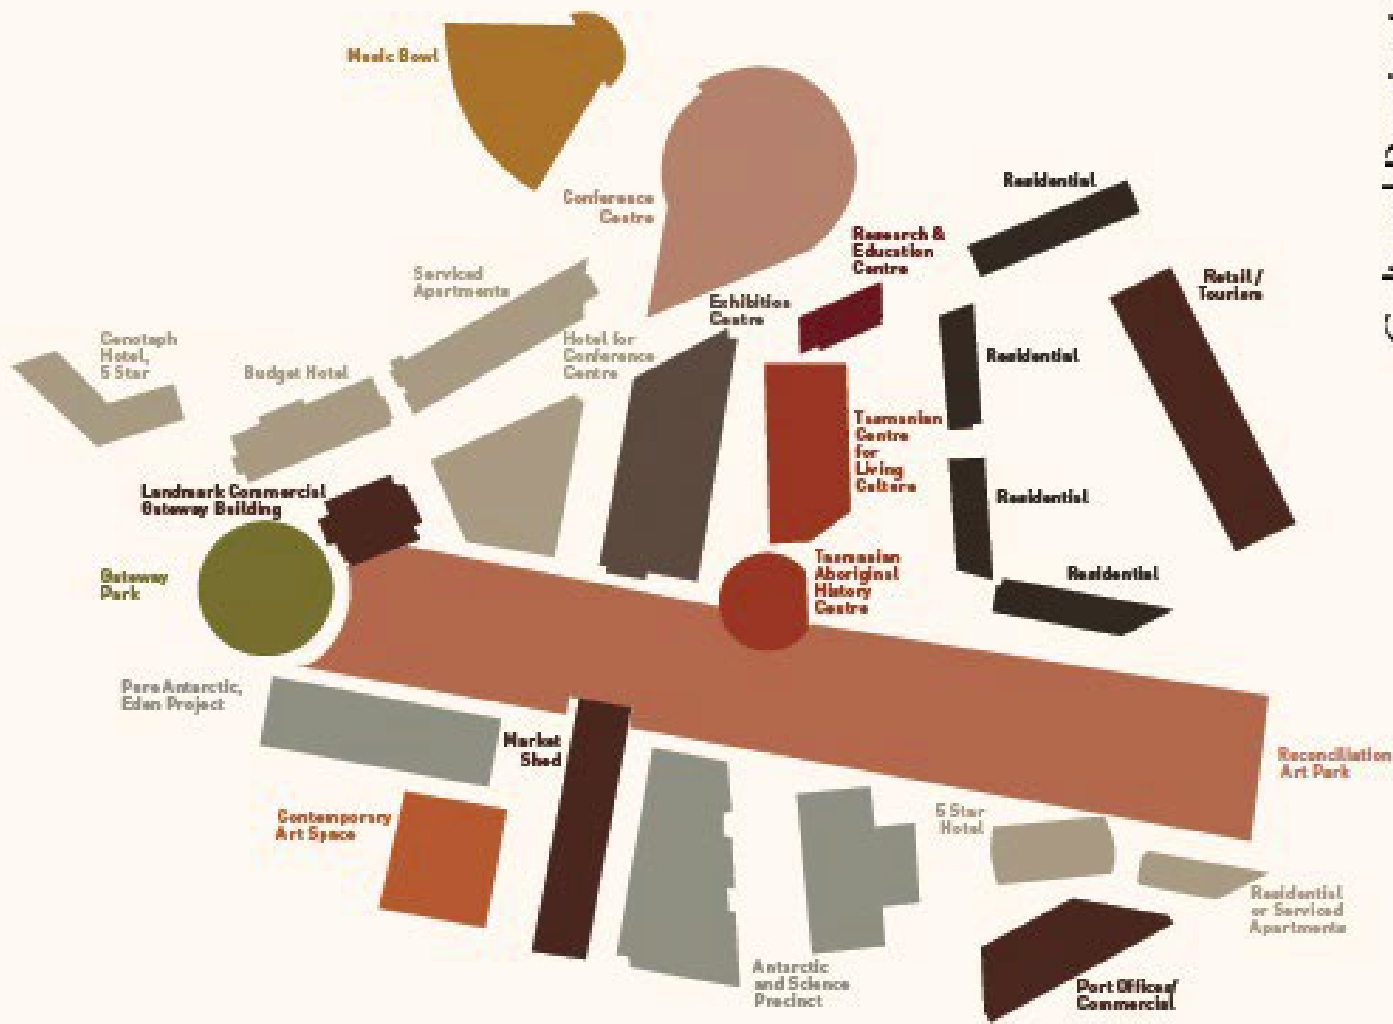 Music Bowl
Conference
Centre
Residential
Research &
Education
Centre
Retail /
Tourism
Serviced
Apartments
Exhibition
Centre
Cenotaph
Hotel,
5 Star
Budget Hotel
Hotel for
Conference
Centre
Residential
Tasmanian
Centre
for
Living
Culture
Landmark Commercial
Gateway Building
Residential
Gateway
Park
Tasmanian
Aboriginal
History
Centre
Residential
Pere Antarctic,
Eden Project
Market
Shed
Reconciliation
Art Park
Contemporary
Art Space
5 Star
Hotel
Residential
or Serviced
Apartments
Antarctic
and Science
Precinct
Port Offices/
Commercial